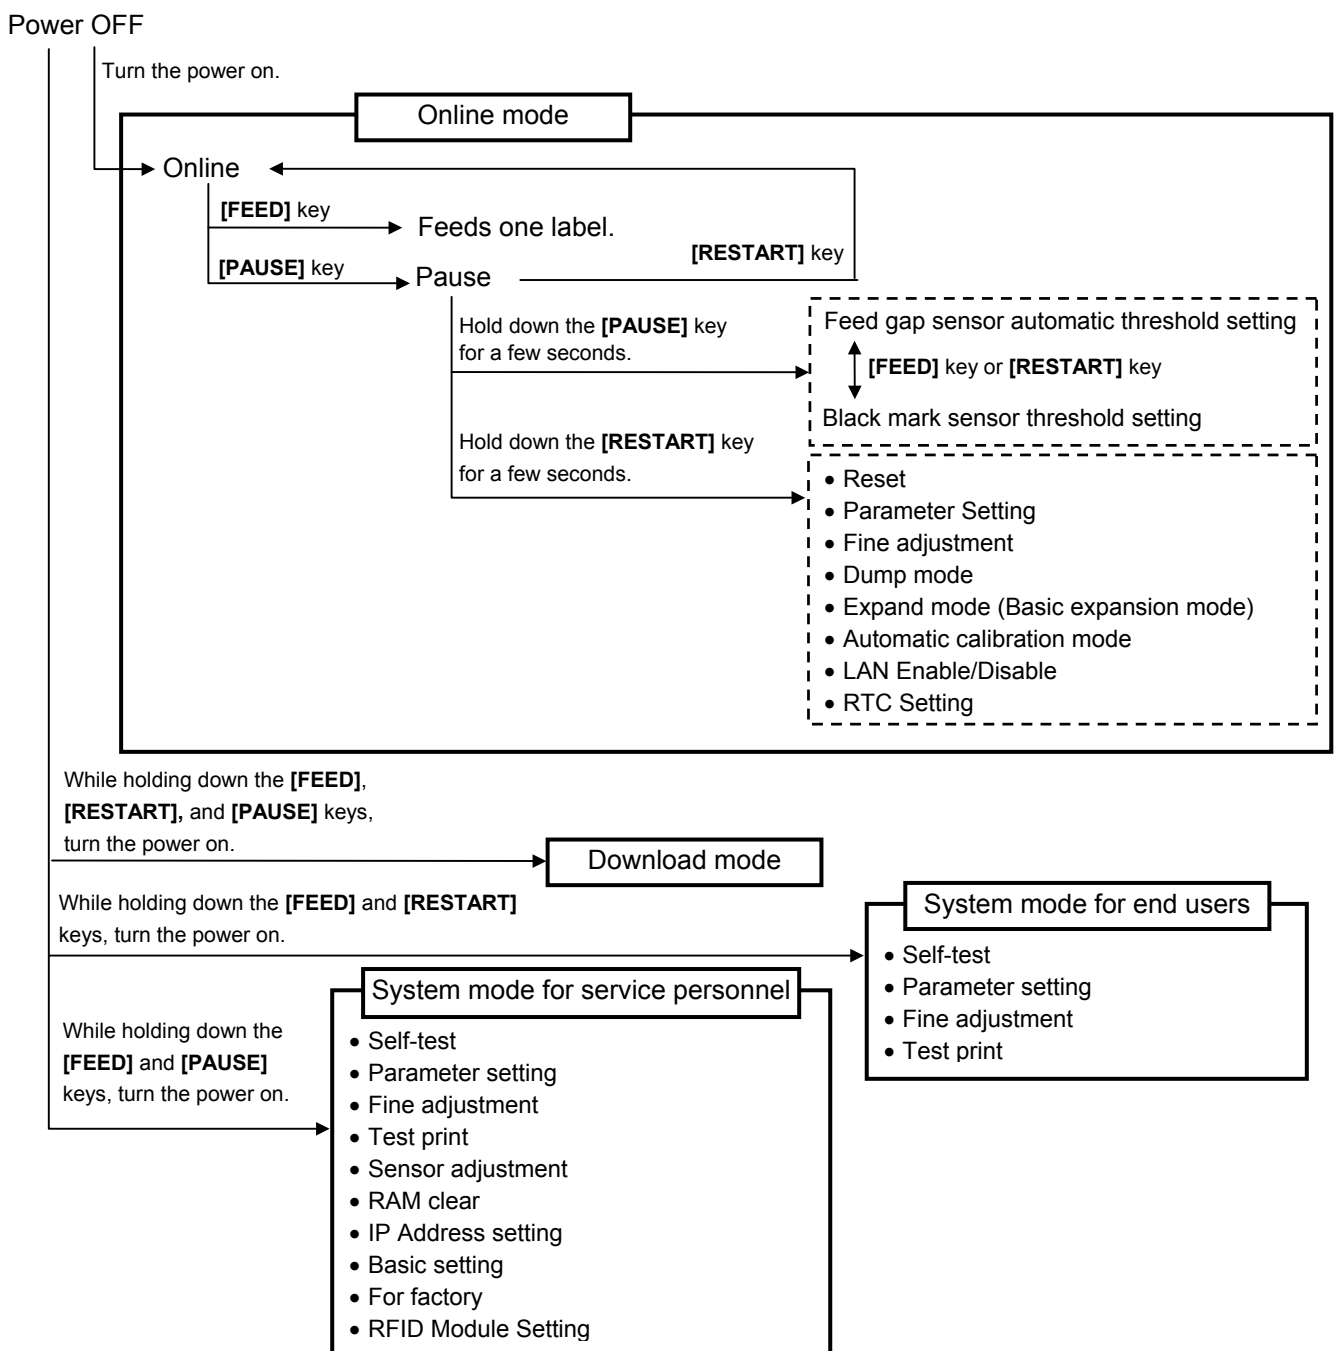 Power OFF
Turn the power on.
Online mode
Online
[FEED] key
Feeds one label.
[RESTART] key
[PAUSE] key
Pause
Hold down the [PAUSE] key
for a few seconds.
Feed gap sensor automatic threshold setting
[FEED] key or [RESTART] key
Black mark sensor threshold setting
Hold down the [RESTART] key
for a few seconds.
• Reset
• Parameter Setting
• Fine adjustment
• Dump mode
• Expand mode (Basic expansion mode)
• Automatic calibration mode
• LAN Enable/Disable
• RTC Setting
While holding down the [FEED],
[RESTART], and [PAUSE] keys,
turn the power on.
Download mode
While holding down the [FEED] and [RESTART]
keys, turn the power on.
System mode for end users
• Self-test
• Parameter setting
• Fine adjustment
• Test print
While holding down the
[FEED] and [PAUSE]
keys, turn the power on.
System mode for service personnel
• Self-test
• Parameter setting
• Fine adjustment
• Test print
• Sensor adjustment
• RAM clear
• IP Address setting
• Basic setting
• For factory
• RFID Module Setting